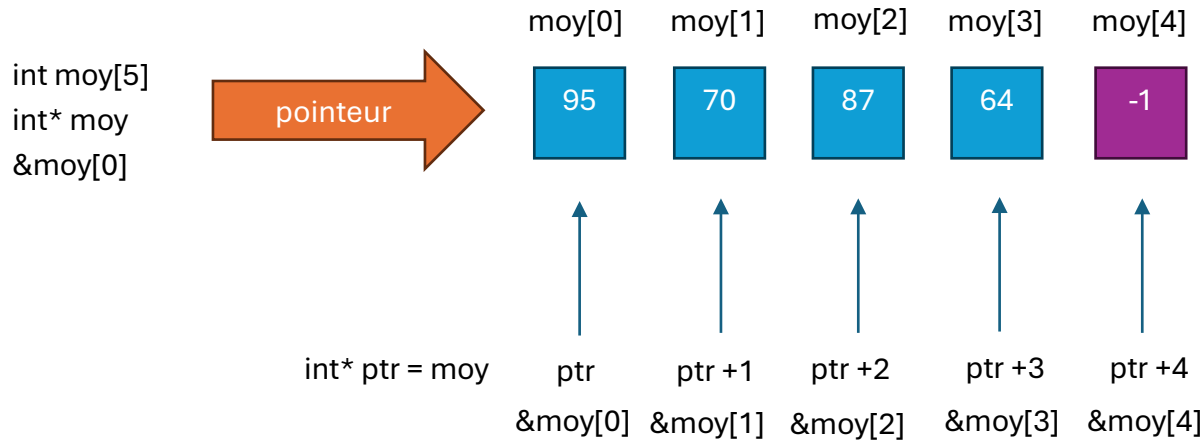 moy[0] moy[1] moy[2] moy[3] moy[4]
int moy[5]
int* moy
&moy[0]
pointeur
95 70 87 64 -1
int* ptr = moy ptr ptr +1 ptr +2 ptr +3 ptr +4
&moy[0] &moy[1] &moy[2] &moy[3] &moy[4]